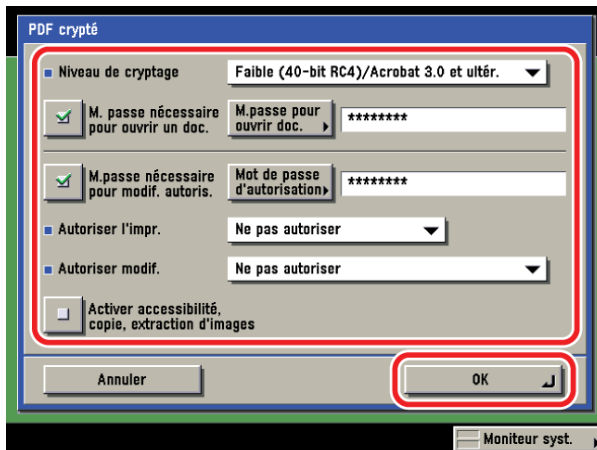 PDF crypté
Niveau de cryptage
Faible (40-bit RC4)/Acrobat 3.0 et ultér.
M. passe nécessaire
pour ouvrir un doc.
M.passe pour
ouvrir doc.
********
M.passe nécessaire
pour modif. autoris.
Mot de passe
d'autorisation
********
Autoriser l'impr.
Ne pas autoriser
Autoriser modif.
Ne pas autoriser
Activer accessibilité,
copie, extraction d'images
Annuler
OK
Moniteur syst.